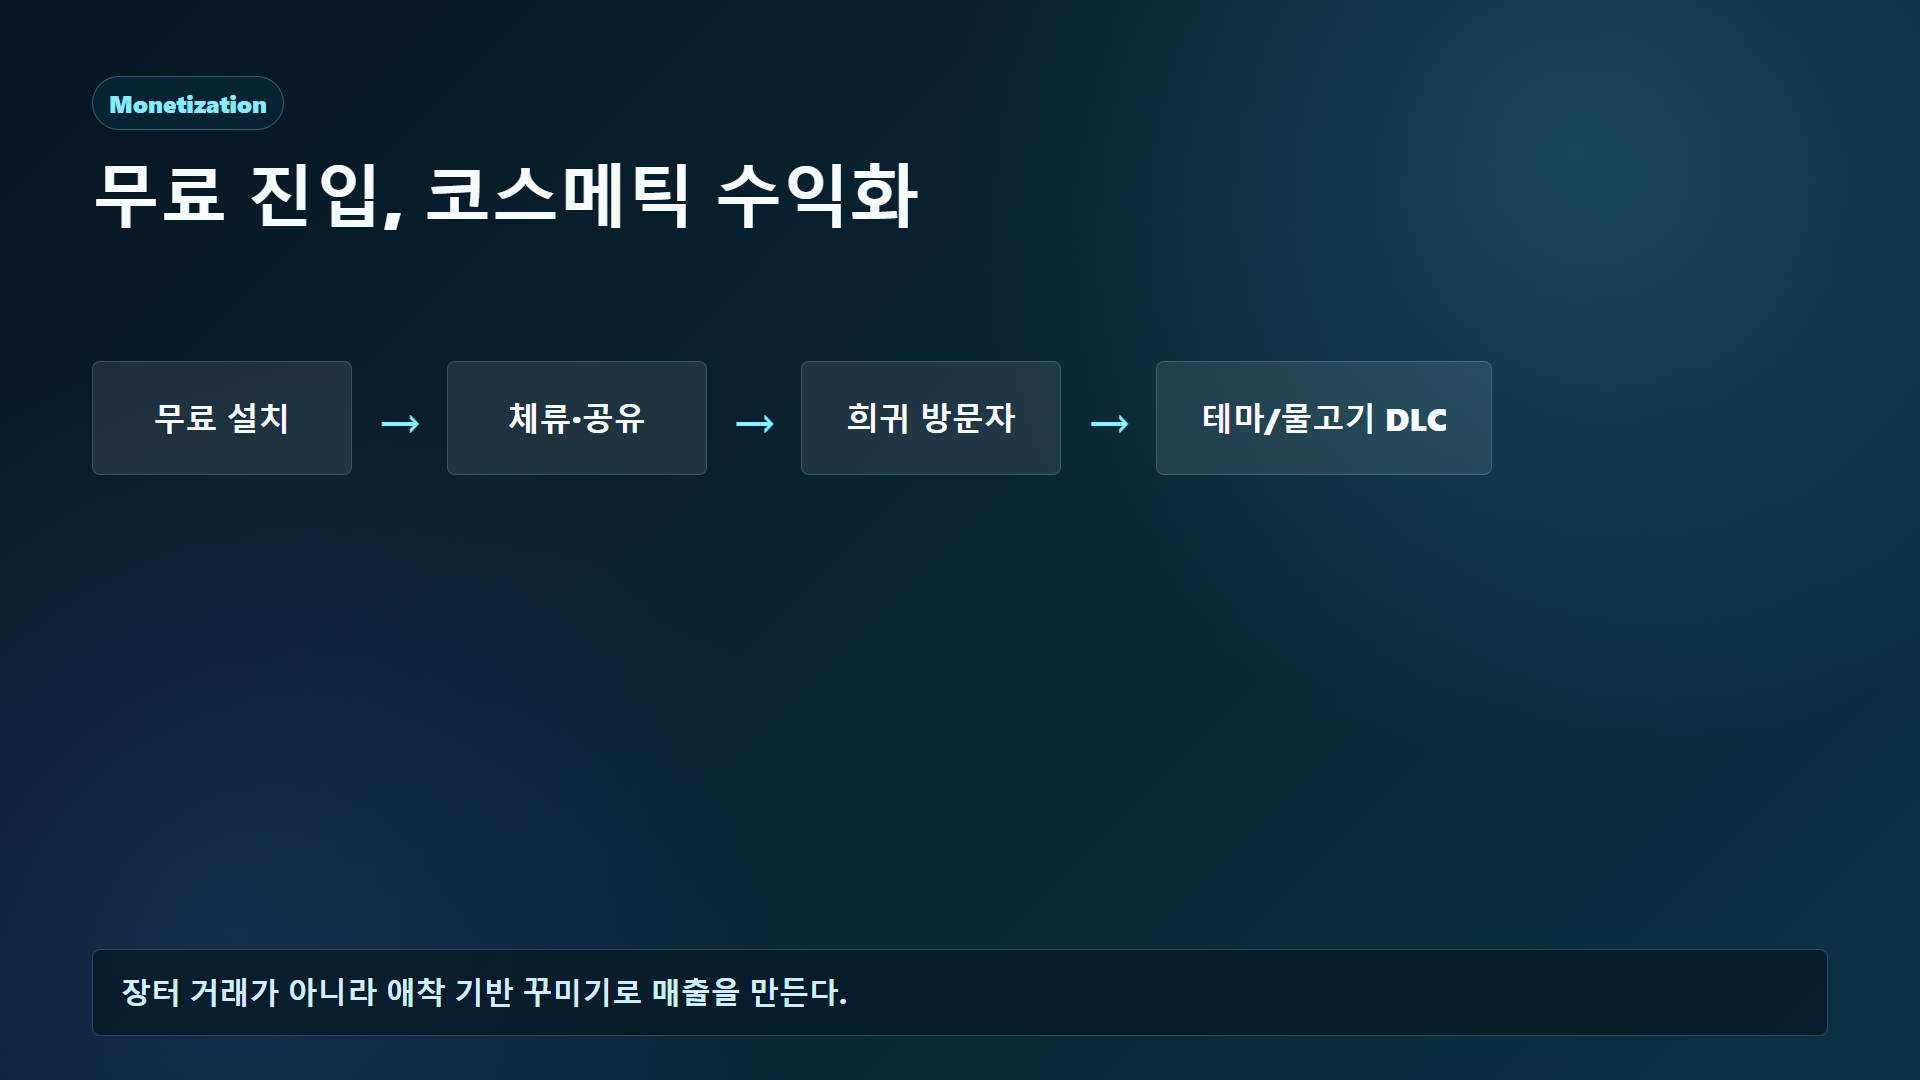 Monetization
무료 진입, 코스메틱 수익화
무료 설치 → 체류·공유 → 희귀 방문자 → 테마/물고기 DLC
장터 거래가 아니라 애착 기반 꾸미기로 매출을 만든다.